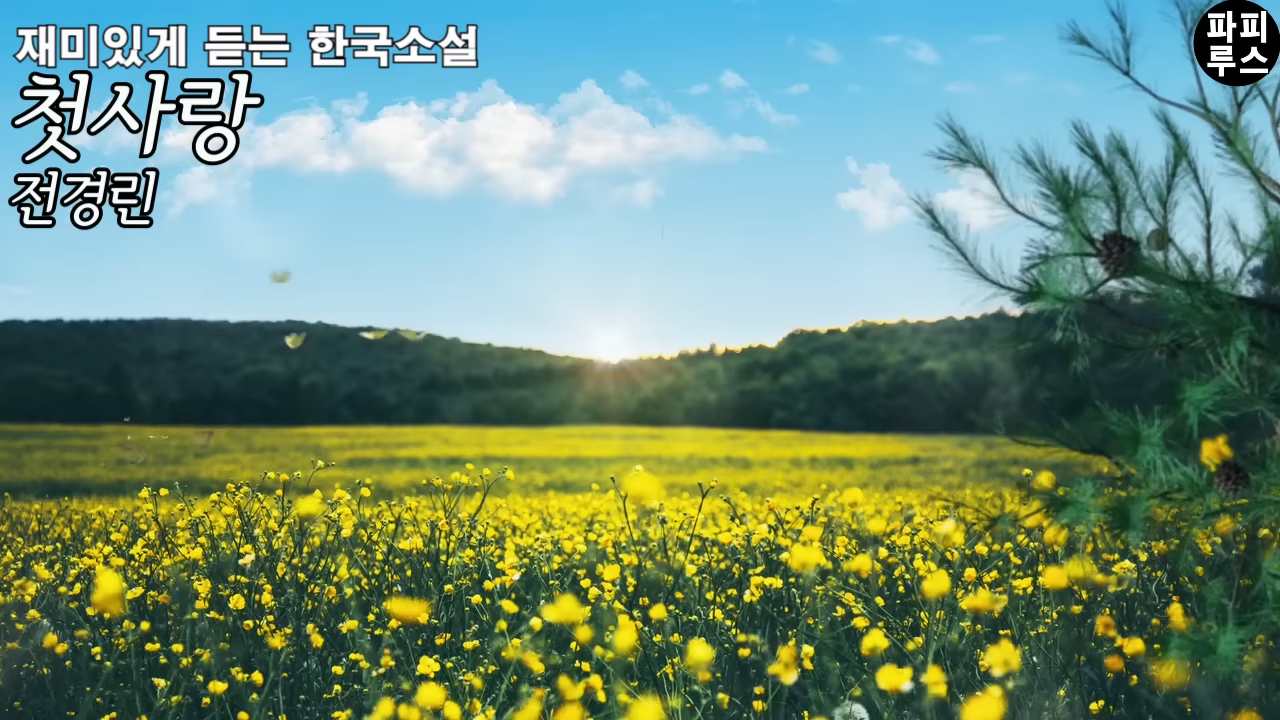 재미있게 듣는 한국소설
첫사랑
전경린
파피
루스